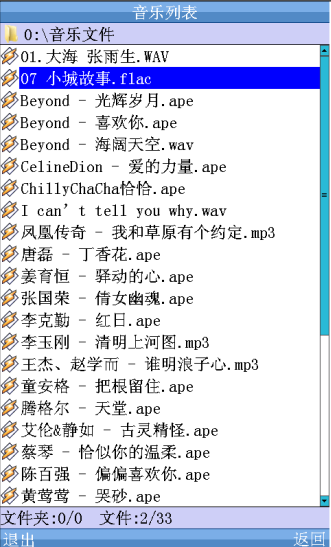 音乐列表
0:\音乐文件
01.大海 张雨生.WAV
07 小城故事.flac
Beyond - 光辉岁月.ape
Beyond - 喜欢你.ape
Beyond - 海阔天空.wav
CelineDion - 爱的力量.ape
ChillyChaCha恰恰.ape
I can’t tell you why.wav
凤凰传奇 - 我和草原有个约定.mp3
唐磊 - 丁香花.ape
姜育恒 - 驿动的心.ape
张国荣 - 倩女幽魂.ape
李克勤 - 红日.ape
李玉刚 - 清明上河图.mp3
王杰、赵学而 - 谁明浪子心.mp3
童安格 - 把根留住.ape
腾格尔 - 天堂.ape
艾伦&静如 - 古灵精怪.ape
蔡琴 - 恰似你的温柔.ape
陈百强 - 偏偏喜欢你.ape
黄莺莺 - 哭砂.ape
文件夹:0/0 文件:2/33
退出 返回